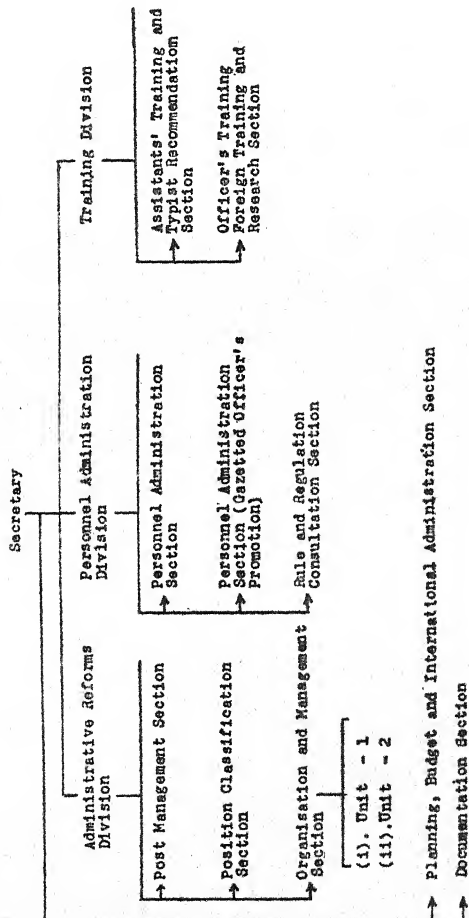 Secretary
Administrative Reforms
Division
Post Management Section
Position Classification
Section
Organisation and Management
Section
(i). Unit - 1
(ii).Unit - 2
Personnel Administration
Division
Personnel Administration
Section
Personnel Administration
Section (Gazetted Officer's
Promotion)
Rule and Regulation
Consultation Section
Training Division
Assistants' Training and
Typist Recommendation
Section
Officer's Training
Foreign Training and
Research Section
Planning, Budget and International Administration Section
Documentation Section